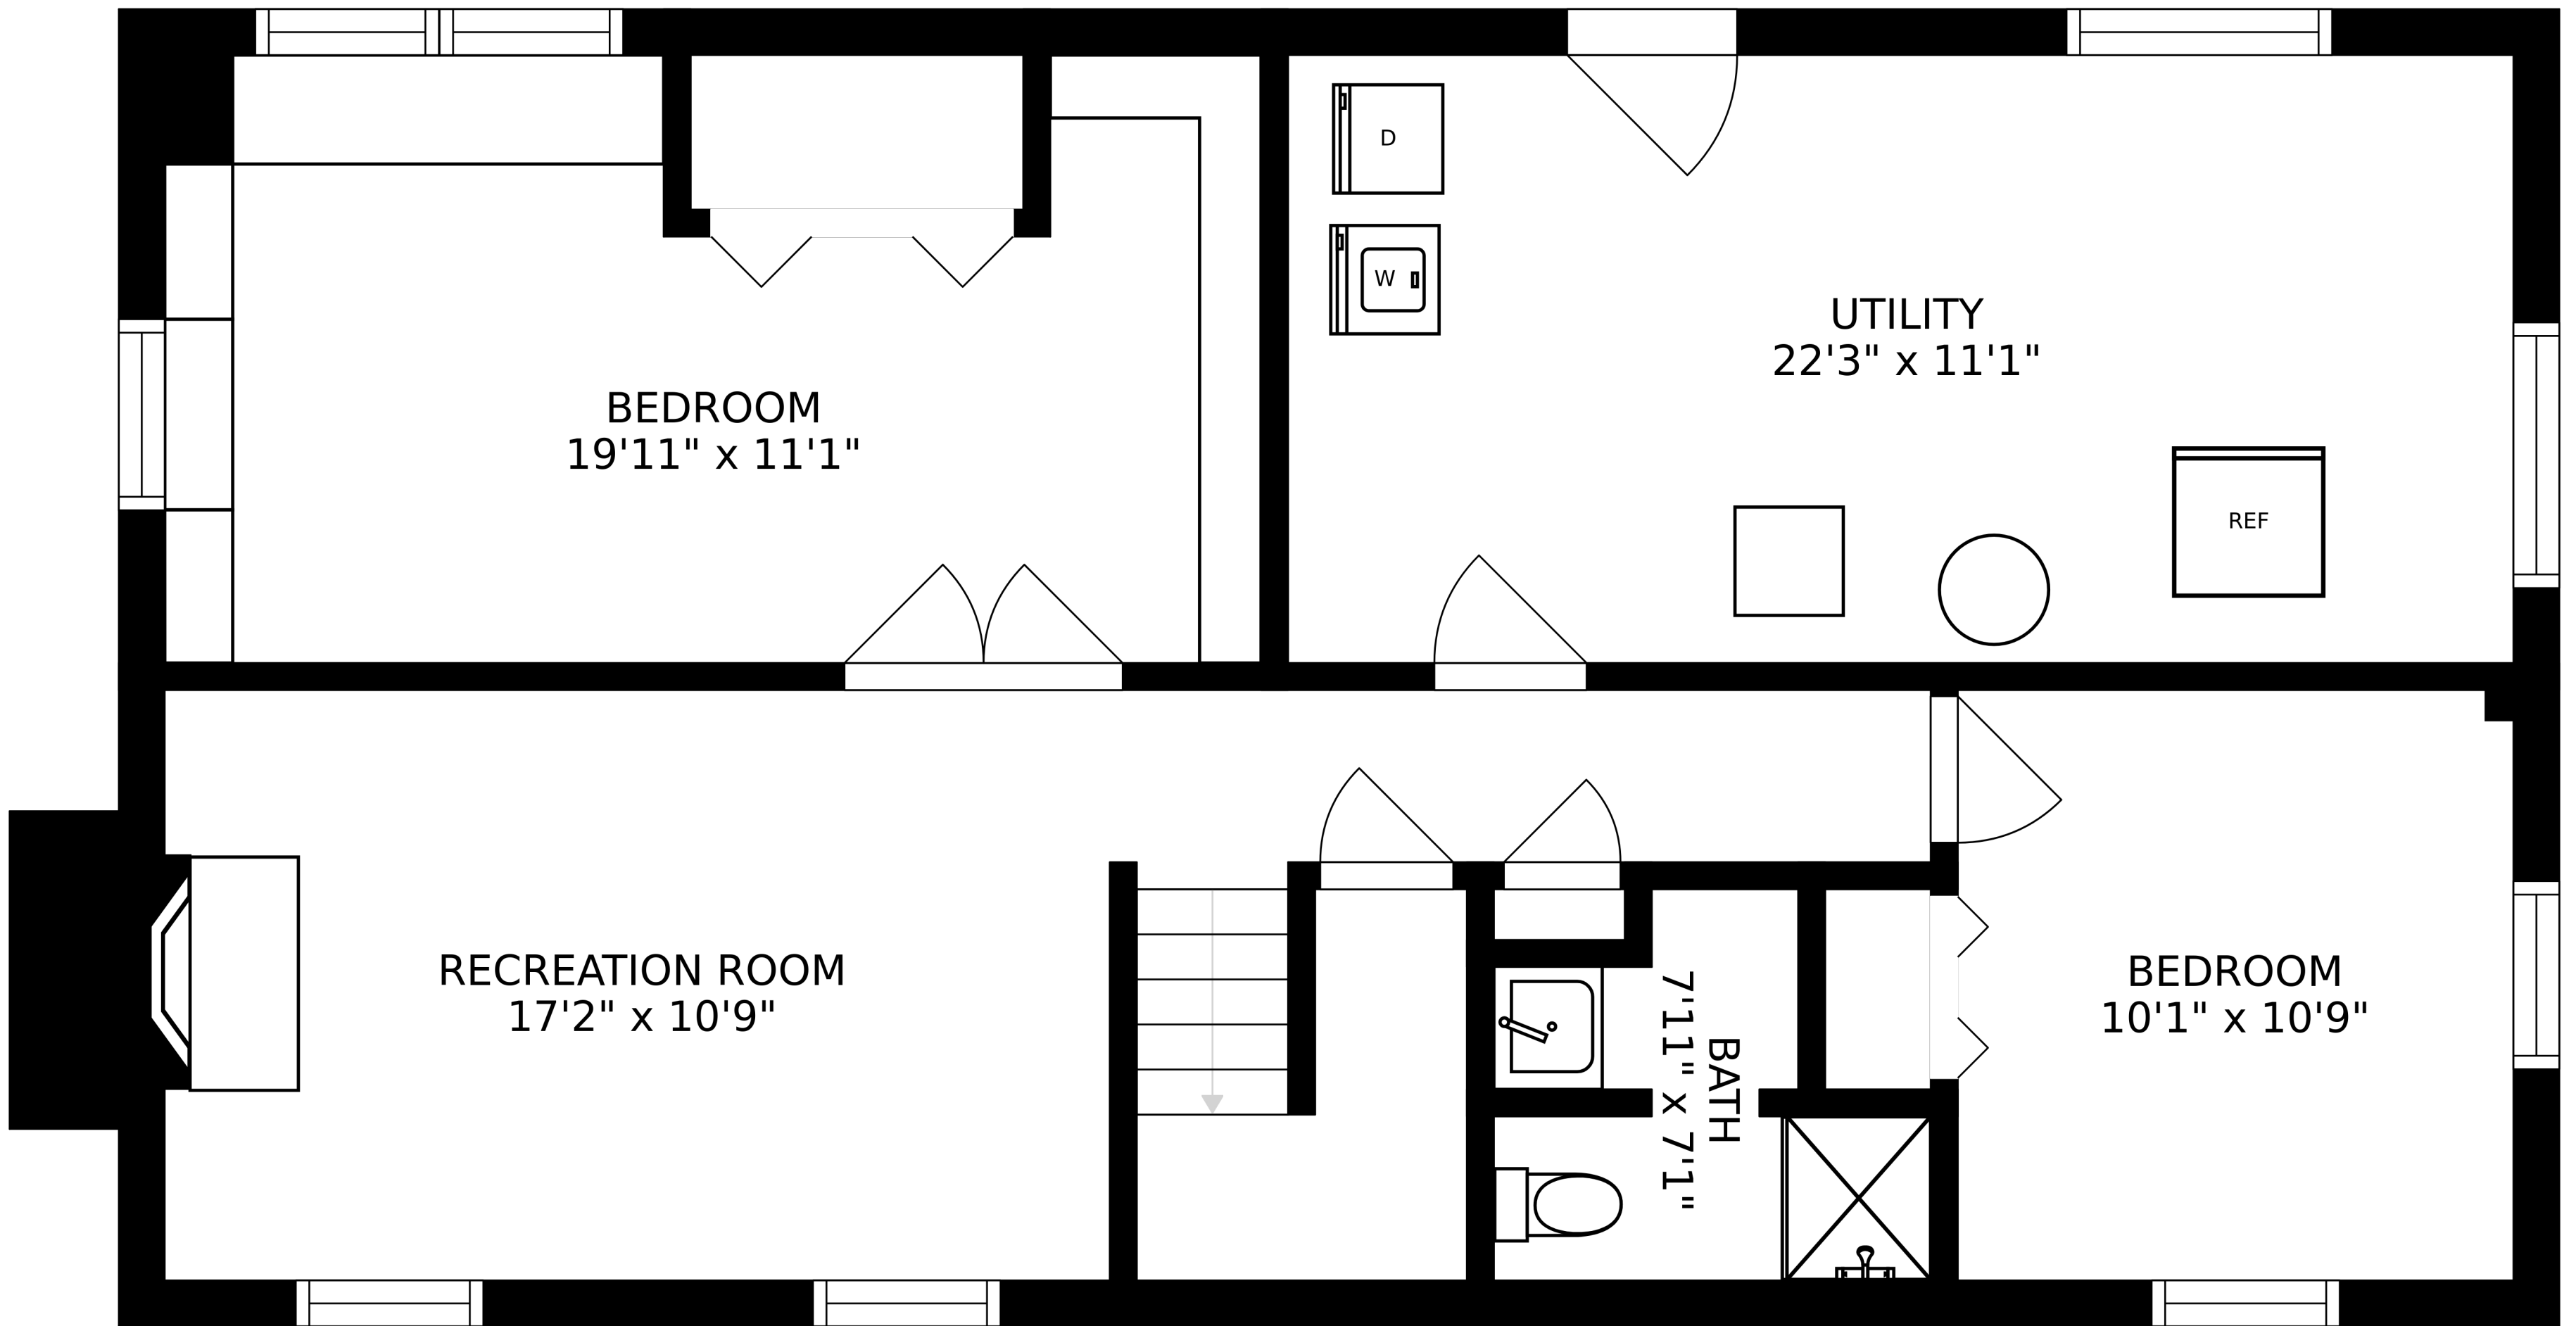 D
W
UTILITY
22'3" x 11'1"
BEDROOM
19'11" x 11'1"
REF
RECREATION ROOM
17'2" x 10'9"
BATH
7'11" x 7'1"
BEDROOM
10'1" x 10'9"